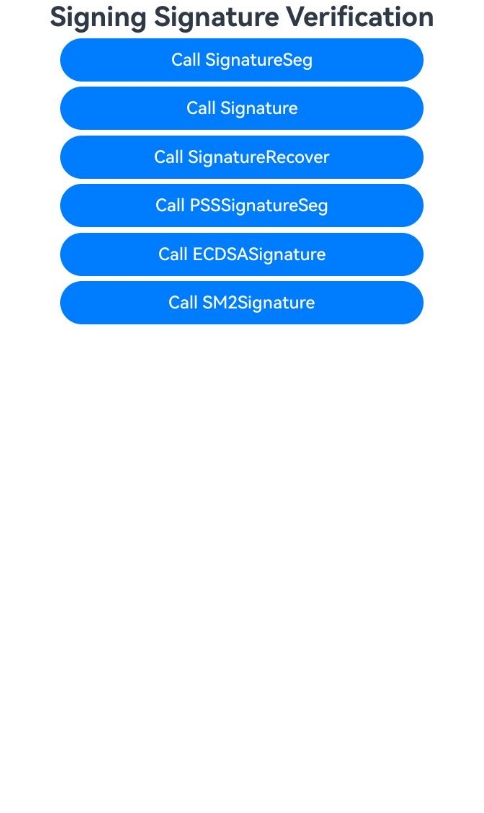 Signing Signature Verification
Call SignatureSeg
Call Signature
Call SignatureRecover
Call PSSSignatureSeg
Call ECDSASignature
Call SM2Signature